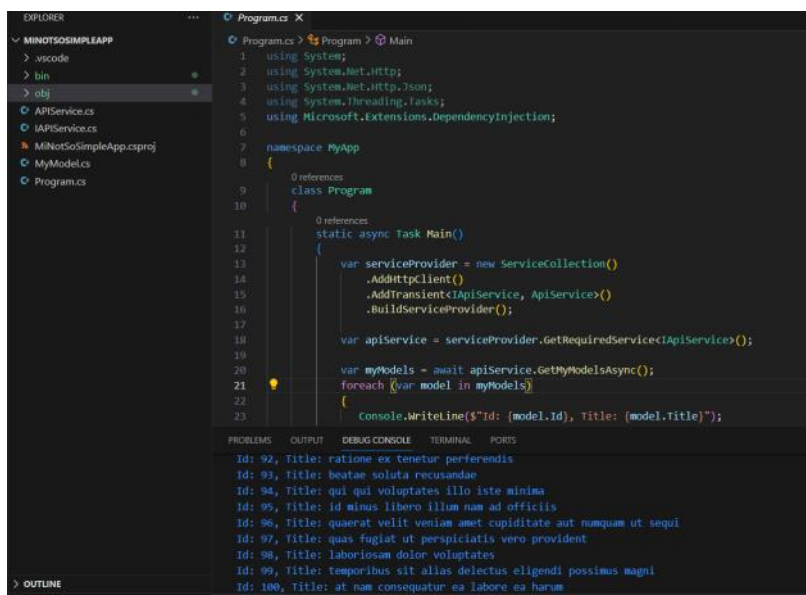 EXPLORER
MINOTSOSIMPLEAPP
.vscode
bin
obj
APIService.cs
IAPIService.cs
MiNotSoSimpleApp.csproj
MyModel.cs
Program.cs
OUTLINE
Program.cs
Program.cs > Program > Main
1 using System;
2 using System.Net.Http;
3 using System.Net.Http.Json;
4 using System.Threading.Tasks;
5 using Microsoft.Extensions.DependencyInjection;
6
7 namespace MyApp
8 {
0 references
9 class Program
10 {
0 references
11 static async Task Main()
12 {
13 var serviceProvider = new ServiceCollection()
14 .AddHttpClient()
15 .AddTransient<IApiService, ApiService>()
16 .BuildServiceProvider();
17
18 var apiService = serviceProvider.GetRequiredService<IApiService>();
19
20 var myModels = await apiService.GetMyModelsAsync();
21 foreach (var model in myModels)
22 {
23 Console.WriteLine($"Id: {model.Id}, Title: {model.Title}");
PROBLEMS OUTPUT DEBUG CONSOLE TERMINAL PORTS
Id: 92, Title: ratione ex tenetur perferendis
Id: 93, Title: beatae soluta recusandae
Id: 94, Title: qui qui voluptates illo iste minima
Id: 95, Title: id minus libero illum nam ad officiis
Id: 96, Title: quaerat velit veniam amet cupiditate aut numquam ut sequi
Id: 97, Title: quas fugiat ut perspiciatis vero provident
Id: 98, Title: laboriosam dolor voluptates
Id: 99, Title: temporibus sit alias delectus eligendi possimus magni
Id: 100, Title: at nam consequatur ea labore ea harum